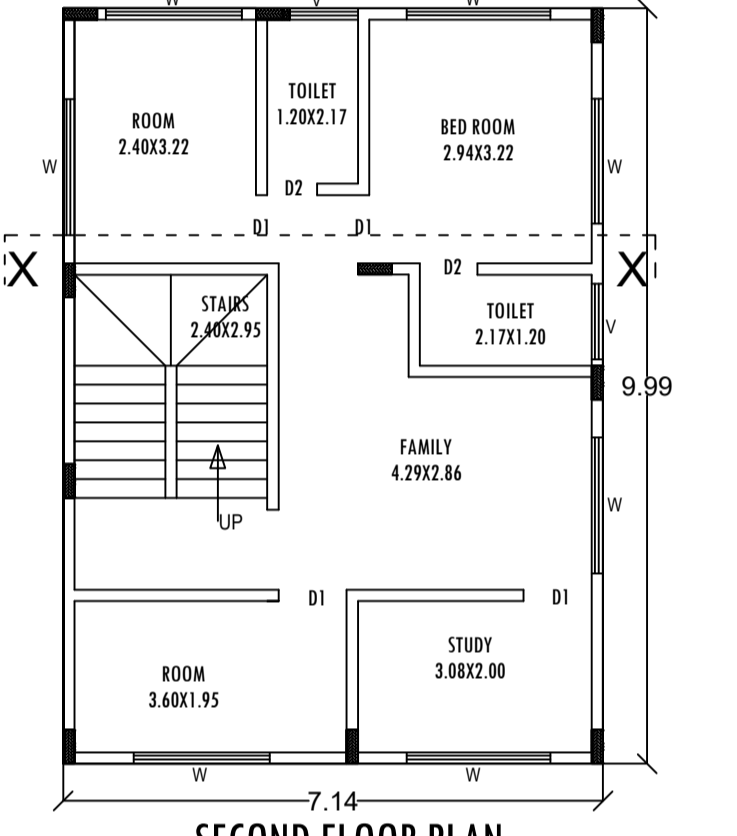 W
V
W
TOILET
1.20X2.17
ROOM
2.40X3.22
BED ROOM
2.94X3.22
W
W
D2
D1
D1
X
X
D2
STAIRS
2.40X2.95
TOILET
2.17X1.20
V
9.99
FAMILY
4.29X2.86
W
UP
D1
D1
ROOM
3.60X1.95
STUDY
3.08X2.00
W
W
7.14
SECOND FLOOR PLAN